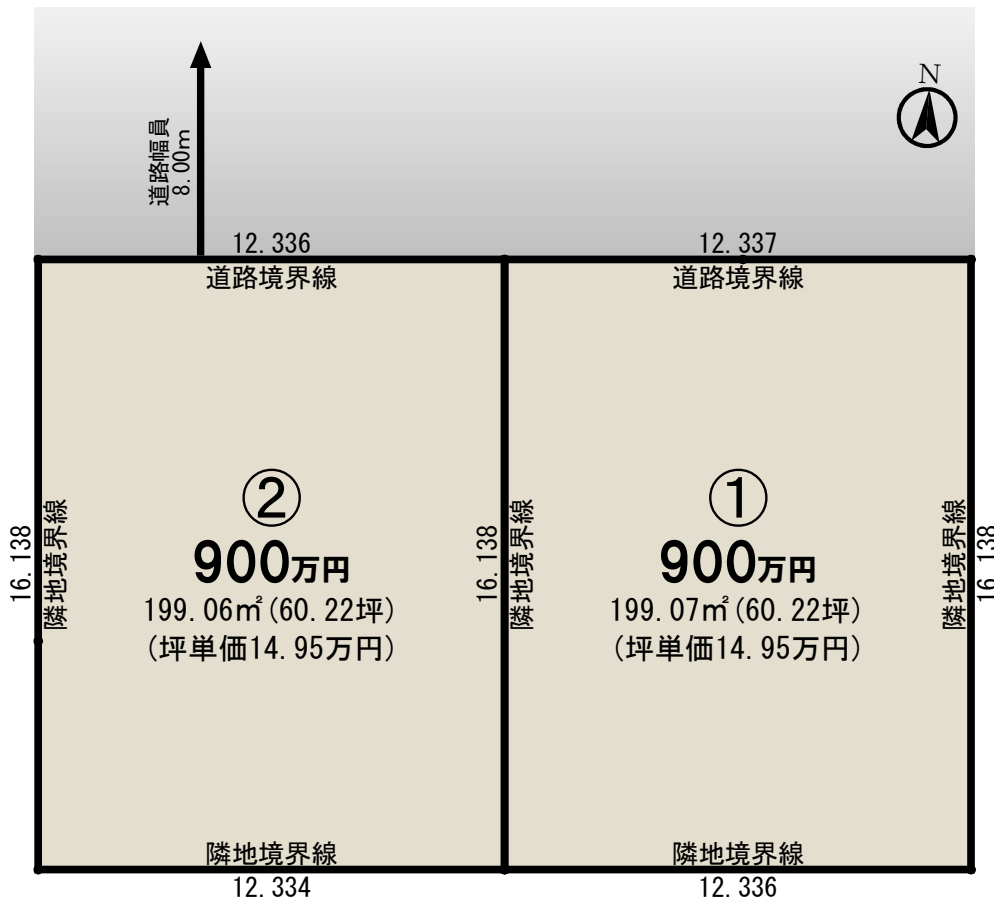 N
道路幅員
8.00m
12.336
道路境界線
12.337
道路境界線
②
900万円
199.06㎡(60.22坪)
(坪単価14.95万円)
①
900万円
199.07㎡(60.22坪)
(坪単価14.95万円)
16.138
隣地境界線
16.138
隣地境界線
隣地境界線
16.138
隣地境界線
12.334
隣地境界線
12.336